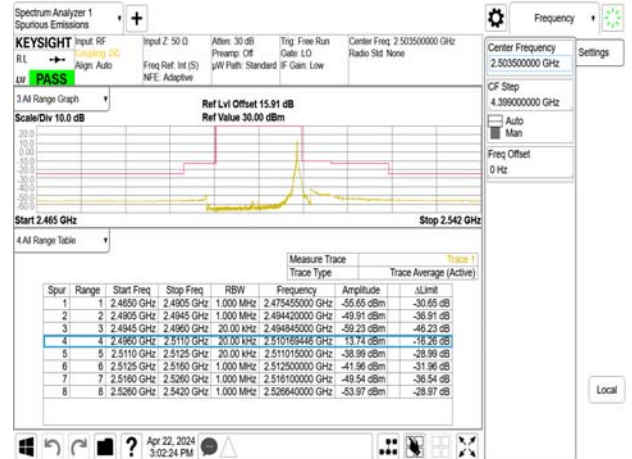 Spectrum Analyzer 1
Spurious Emissions
Frequency
KEYSIGHT Input: RF Input Z: 50 Ω Atten: 30 dB Trig: Free Run Center Freq: 2.503500000 GHz
RL Coupling: DC Preamp: Off Gate: LO Radio Std: None
Align: Auto Freq Ref: Int (S) µW Path: Standard IF Gain: Low
LV PASS NFE: Adaptive
Center Frequency
2.503500000 GHz
Settings
CF Step
4.399000000 GHz
Auto
Man
Freq Offset
0 Hz
3 All Range Graph
Ref Lvl Offset 15.91 dB
Scale/Div 10.0 dB Ref Value 30.00 dBm
20.0
10.0
0.00
-10.0
-20.0
-30.0
-40.0
-50.0
-60.0
Start 2.465 GHz Stop 2.542 GHz
4 All Range Table
Measure Trace Trace 1
Trace Type Trace Average (Active)
Spur Range Start Freq Stop Freq RBW Frequency Amplitude ΔLimit
1 1 2.4650 GHz 2.4905 GHz 1.000 MHz 2.475455000 GHz -55.65 dBm -30.65 dB
2 2 2.4905 GHz 2.4945 GHz 1.000 MHz 2.494420000 GHz -49.91 dBm -36.91 dB
3 3 2.4945 GHz 2.4960 GHz 20.00 kHz 2.494845000 GHz -59.23 dBm -46.23 dB
4 4 2.4960 GHz 2.5110 GHz 20.00 kHz 2.510169446 GHz 13.74 dBm -16.26 dB
5 5 2.5110 GHz 2.5125 GHz 20.00 kHz 2.511015000 GHz -38.99 dBm -28.99 dB
6 6 2.5125 GHz 2.5160 GHz 1.000 MHz 2.512500000 GHz -41.96 dBm -31.96 dB
7 7 2.5160 GHz 2.5260 GHz 1.000 MHz 2.516100000 GHz -49.54 dBm -36.54 dB
8 8 2.5260 GHz 2.5420 GHz 1.000 MHz 2.526640000 GHz -53.97 dBm -28.97 dB
Local
Apr 22, 2024
3:02:24 PM